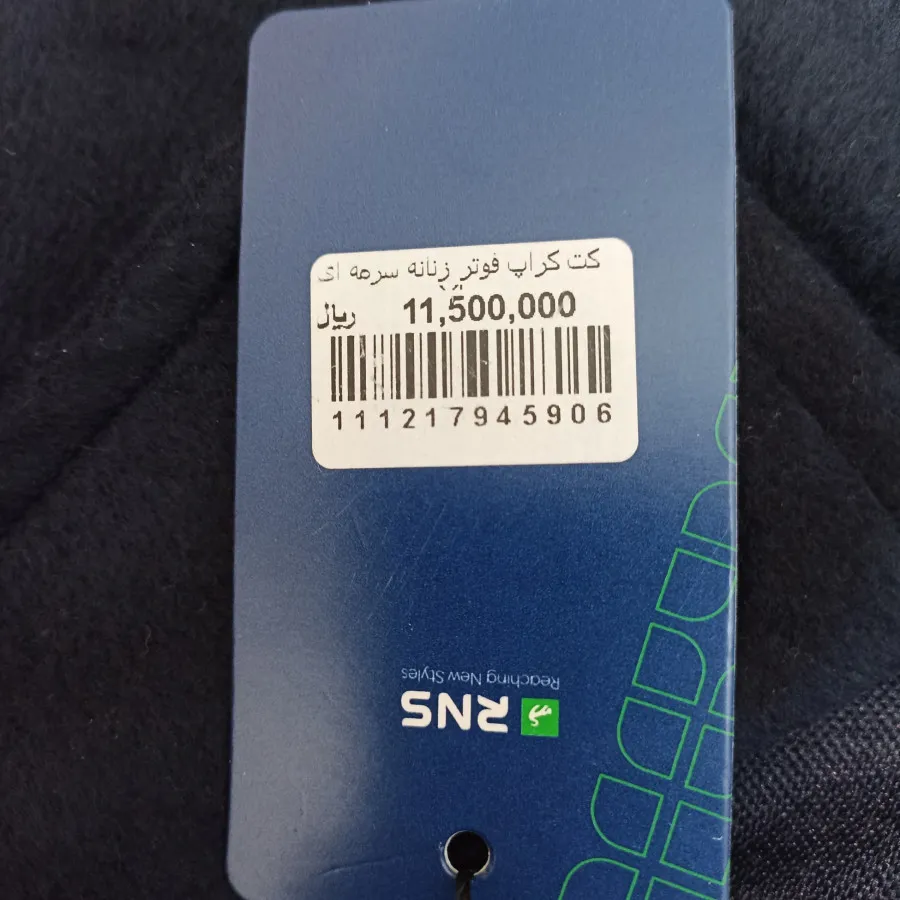 کت کراپ فوتر زنانه سرمه ای
11,500,000 ریال
111217945906
Reaching New Styles
RNS